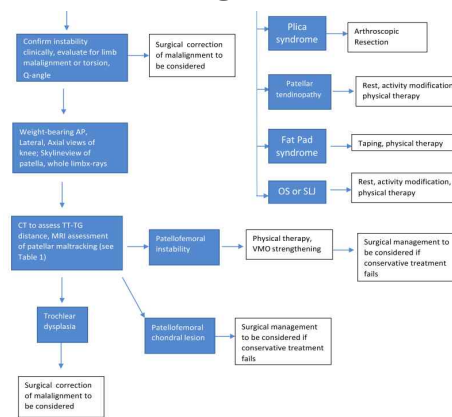 Confirm instability
clinically, evaluate for limb
malalignment or torsion,
Q-angle
Surgical correction
of malalignment to
be considered
Plica
syndrome
Arthroscopic
Resection
Patellar
tendinopathy
Rest, activity modification
physical therapy
Weight-bearing AP,
Lateral, Axial views of
knee; Skylineview of
patella, whole limbx-rays
Fat Pad
syndrome
Taping, physical therapy
OS or SLJ
Rest, activity modification,
physical therapy
CT to assess TT-TG
distance, MRI assessment
of patellar maltracking (see
Table 1)
Patellofemoral
instability
Physical therapy,
VMO strengthening
Surgical management to
be considered if
conservative treatment
fails
Trochlear
dysplasia
Patellofemoral
chondral lesion
Surgical management
to be considered if
conservative treatment
fails
Surgical correction
of malalignment to
be considered